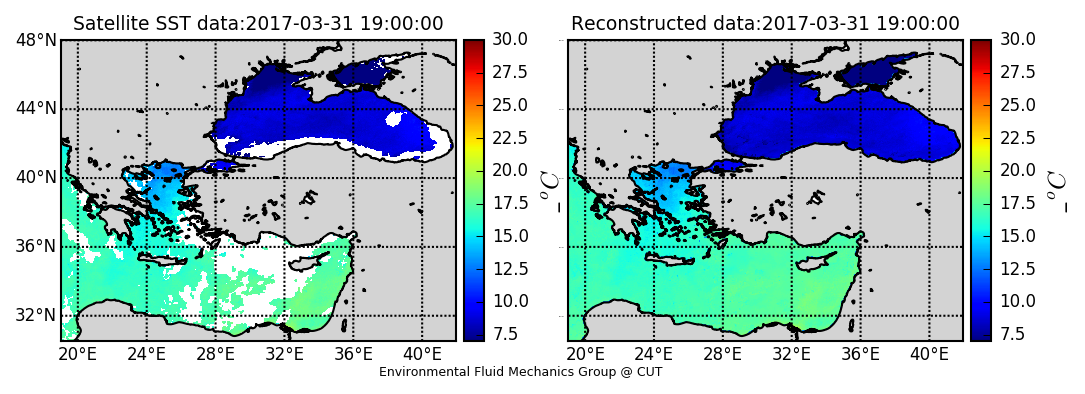 Satellite SST data:2017-03-31 19:00:00
48°N
44°N
40°N
36°N
32°N
20°E 24°E 28°E 32°E 36°E 40°E
30.0
27.5
25.0
22.5
20.0
17.5
15.0
12.5
10.0
7.5
_ °C
Reconstructed data:2017-03-31 19:00:00
20°E 24°E 28°E 32°E 36°E 40°E
30.0
27.5
25.0
22.5
20.0
17.5
15.0
12.5
10.0
7.5
_ °C
Environmental Fluid Mechanics Group @ CUT